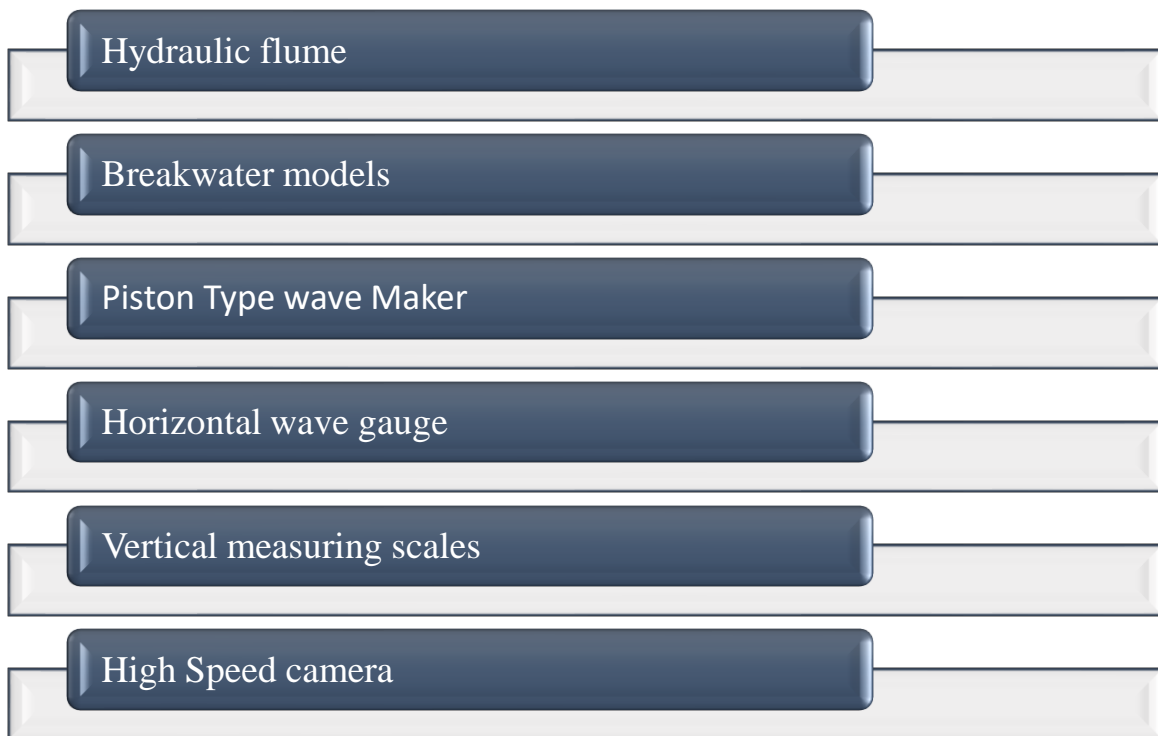 Hydraulic flume
Breakwater models
Piston Type wave Maker
Horizontal wave gauge
Vertical measuring scales
High Speed camera